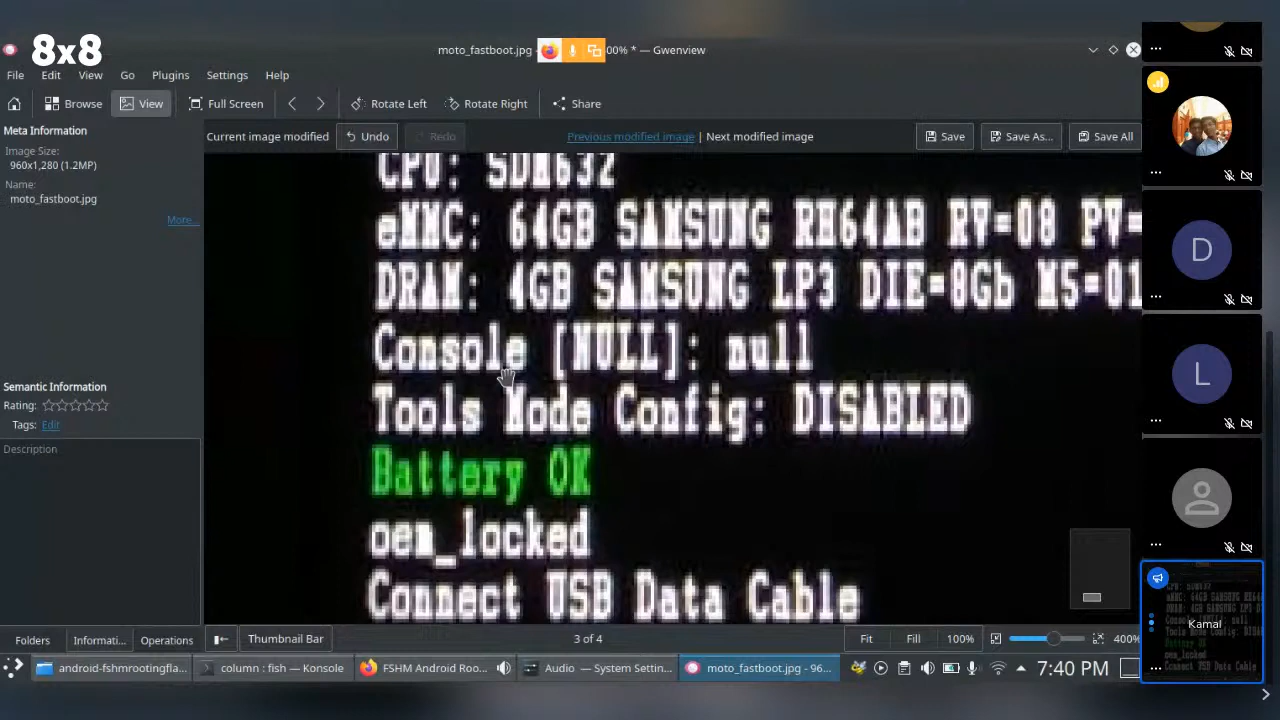 8x8
moto_fastboot.jpg
00% * — Gwenview
File Edit View Go Plugins Settings Help
Browse View Full Screen Rotate Left Rotate Right Share
Meta Information
Image Size:
960x1,280 (1.2MP)
Name:
moto_fastboot.jpg
More...
Current image modified Undo Redo Previous modified image | Next modified image Save Save As... Save All
CPU: SDM632
eMMC: 64GB SAMSUNG RH64AB RV=08 PV=
DRAM: 4GB SAMSUNG LP3 DIE=8Gb M5=01
Console [NULL]: null
Tools Mode Config: DISABLED
Battery OK
oem_locked
Connect USB Data Cable
Semantic Information
Rating:
Tags: Edit
Description
D
L
Kamal
Folders Informati... Operations Thumbnail Bar 3 of 4 Fit Fill 100% 400%
android-fshmrootingfla... column : fish — Konsole FSHM Android Roo... Audio — System Settin... moto_fastboot.jpg - 96... 7:40 PM